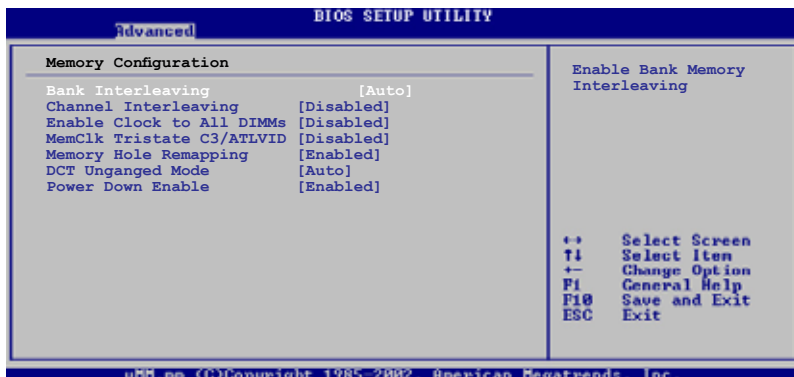 BIOS SETUP UTILITY
Advanced
Memory Configuration
Bank Interleaving [Auto]
Channel Interleaving [Disabled]
Enable Clock to All DIMMs [Disabled]
MemClk Tristate C3/ATLVID [Disabled]
Memory Hole Remapping [Enabled]
DCT Unganged Mode [Auto]
Power Down Enable [Enabled]
Enable Bank Memory
Interleaving
↔ Select Screen
↑↓ Select Item
+- Change Option
F1 General Help
F10 Save and Exit
ESC Exit
(C)Copyright 1985-2002, American Megatrends, Inc.